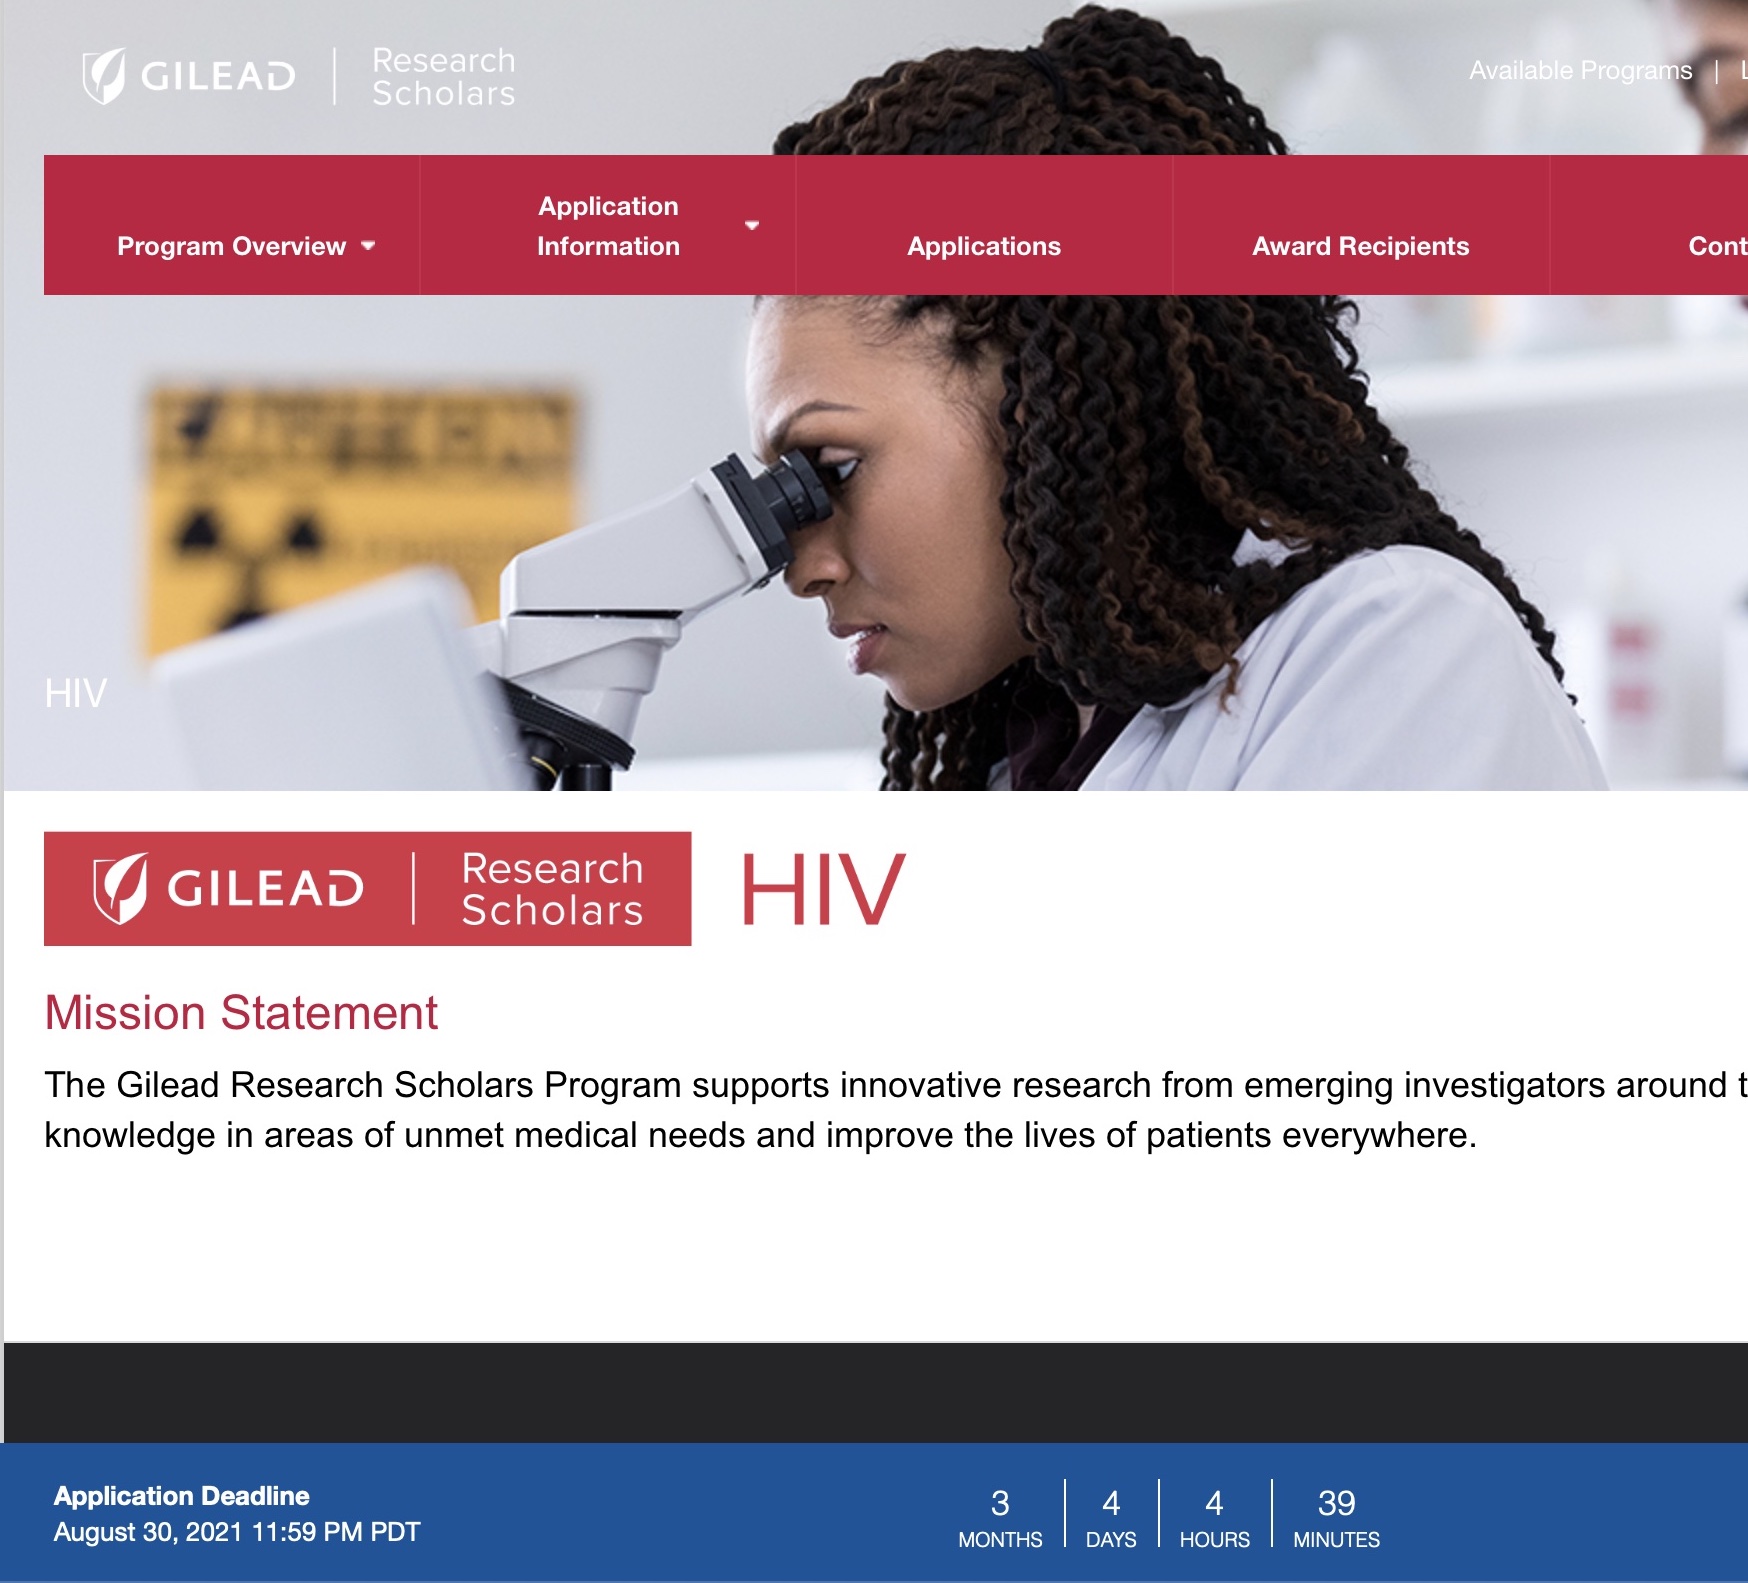 GILEAD
Research
Scholars
Available Programs |
Program Overview
Application
Information
Applications
Award Recipients
Cont
HIV
GILEAD
Research
Scholars
HIV
Mission Statement
The Gilead Research Scholars Program supports innovative research from emerging investigators around t
knowledge in areas of unmet medical needs and improve the lives of patients everywhere.
Application Deadline
August 30, 2021 11:59 PM PDT
3 4 4 39
MONTHS DAYS HOURS MINUTES